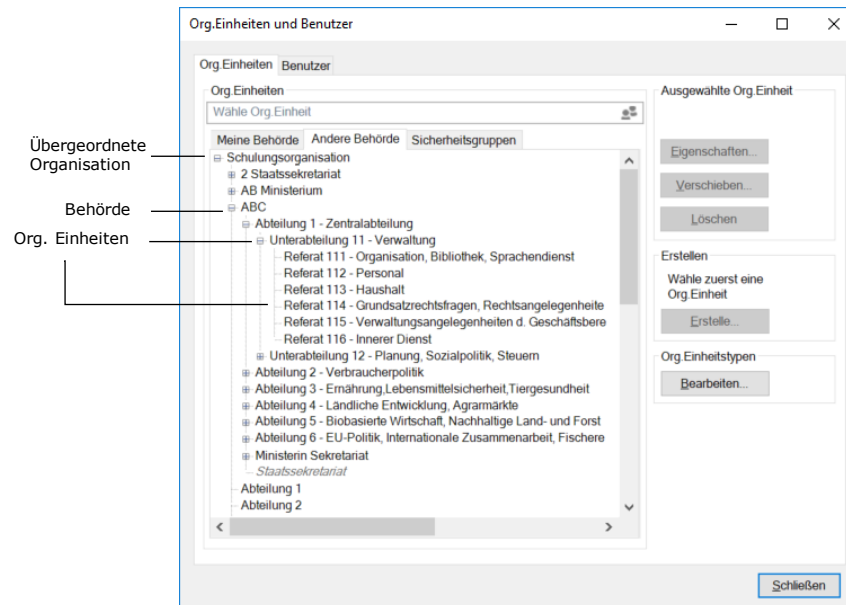 Org.Einheiten und Benutzer
Org.Einheiten Benutzer
Org.Einheiten
Wähle Org.Einheit
Meine Behörde Andere Behörde Sicherheitsgruppen
Übergeordnete
Organisation
Behörde
Org. Einheiten
Schulungsorganisation
2 Staatssekretariat
AB Ministerium
ABC
Abteilung 1 - Zentralabteilung
Unterabteilung 11 - Verwaltung
Referat 111 - Organisation, Bibliothek, Sprachendienst
Referat 112 - Personal
Referat 113 - Haushalt
Referat 114 - Grundsatzrechtsfragen, Rechtsangelegenheite
Referat 115 - Verwaltungsangelegenheiten d. Geschäftsbere
Referat 116 - Innerer Dienst
Unterabteilung 12 - Planung, Sozialpolitik, Steuern
Abteilung 2 - Verbraucherpolitik
Abteilung 3 - Ernährung,Lebensmittelsicherheit,Tiergesundheit
Abteilung 4 - Ländliche Entwicklung, Agrarmärkte
Abteilung 5 - Biobasierte Wirtschaft, Nachhaltige Land- und Forst
Abteilung 6 - EU-Politik, Internationale Zusammenarbeit, Fischere
Ministerin Sekretariat
Staatssekretariat
Abteilung 1
Abteilung 2
Ausgewählte Org.Einheit
Eigenschaften...
Verschieben...
Löschen
Erstellen
Wähle zuerst eine
Org.Einheit
Erstelle...
Org.Einheitstypen
Bearbeiten...
Schließen